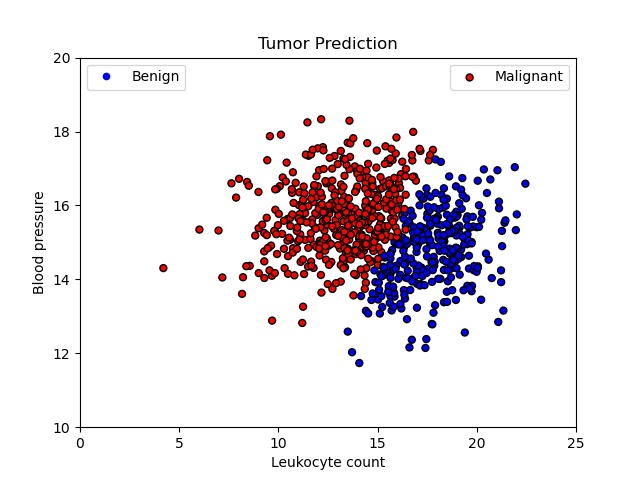 Tumor Prediction
Benign
Malignant
Blood pressure
20
18
16
14
12
10
0 5 10 15 20 25
Leukocyte count